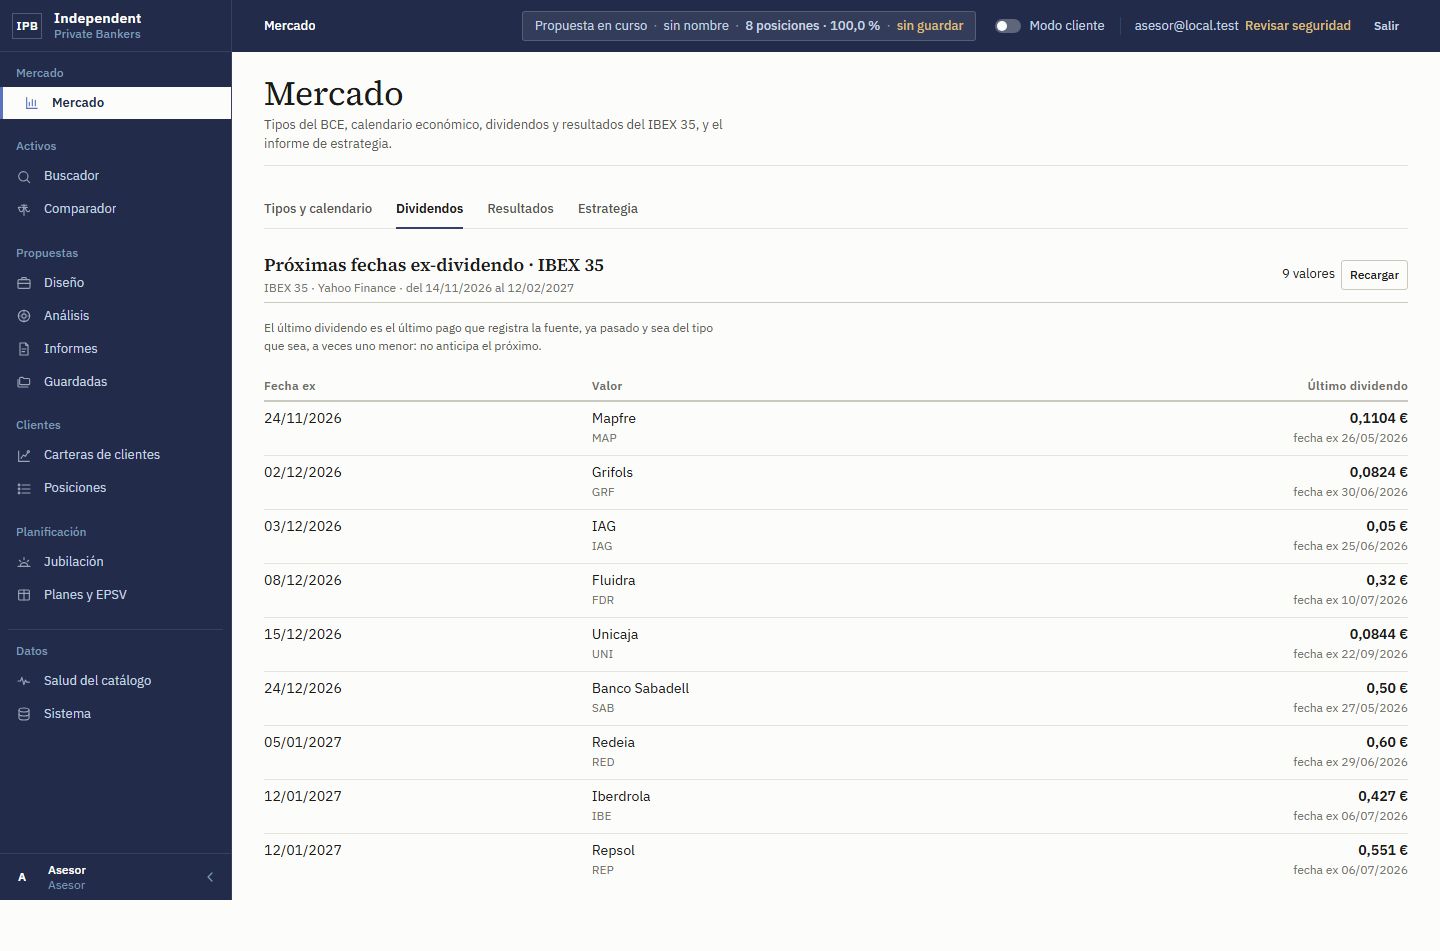 IPB
Independent
Private Bankers
Mercado
Propuesta en curso · sin nombre · 8 posiciones · 100,0 % · sin guardar
Modo cliente
asesor@local.test
Revisar seguridad
Salir
Mercado
Mercado
Activos
Buscador
Comparador
Propuestas
Diseño
Análisis
Informes
Guardadas
Clientes
Carteras de clientes
Posiciones
Planificación
Jubilación
Planes y EPSV
Datos
Salud del catálogo
Sistema
A
Asesor
Asesor
Mercado
Tipos del BCE, calendario económico, dividendos y resultados del IBEX 35, y el
informe de estrategia.
Tipos y calendario Dividendos Resultados Estrategia
Próximas fechas ex-dividendo · IBEX 35
IBEX 35 · Yahoo Finance · del 14/11/2026 al 12/02/2027
9 valores Recargar
El último dividendo es el último pago que registra la fuente, ya pasado y sea del tipo
que sea, a veces uno menor: no anticipa el próximo.
Fecha ex Valor Último dividendo
24/11/2026 Mapfre 0,1104 €
MAP fecha ex 26/05/2026
02/12/2026 Grifols 0,0824 €
GRF fecha ex 30/06/2026
03/12/2026 IAG 0,05 €
IAG fecha ex 25/06/2026
08/12/2026 Fluidra 0,32 €
FDR fecha ex 10/07/2026
15/12/2026 Unicaja 0,0844 €
UNI fecha ex 22/09/2026
24/12/2026 Banco Sabadell 0,50 €
SAB fecha ex 27/05/2026
05/01/2027 Redeia 0,60 €
RED fecha ex 29/06/2026
12/01/2027 Iberdrola 0,427 €
IBE fecha ex 06/07/2026
12/01/2027 Repsol 0,551 €
REP fecha ex 06/07/2026